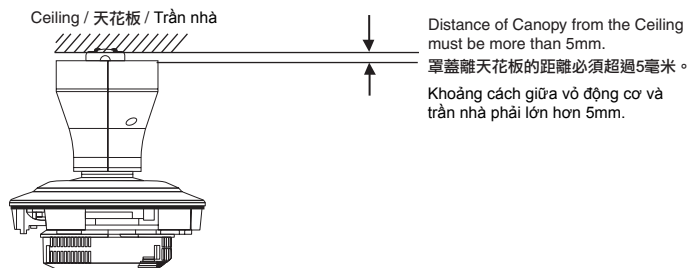 Ceiling / 天花板 / Trần nhà
Distance of Canopy from the Ceiling
must be more than 5mm.
罩蓋離天花板的距離必須超過5毫米。
Khoảng cách giữa vỏ động cơ và
trần nhà phải lớn hơn 5mm.